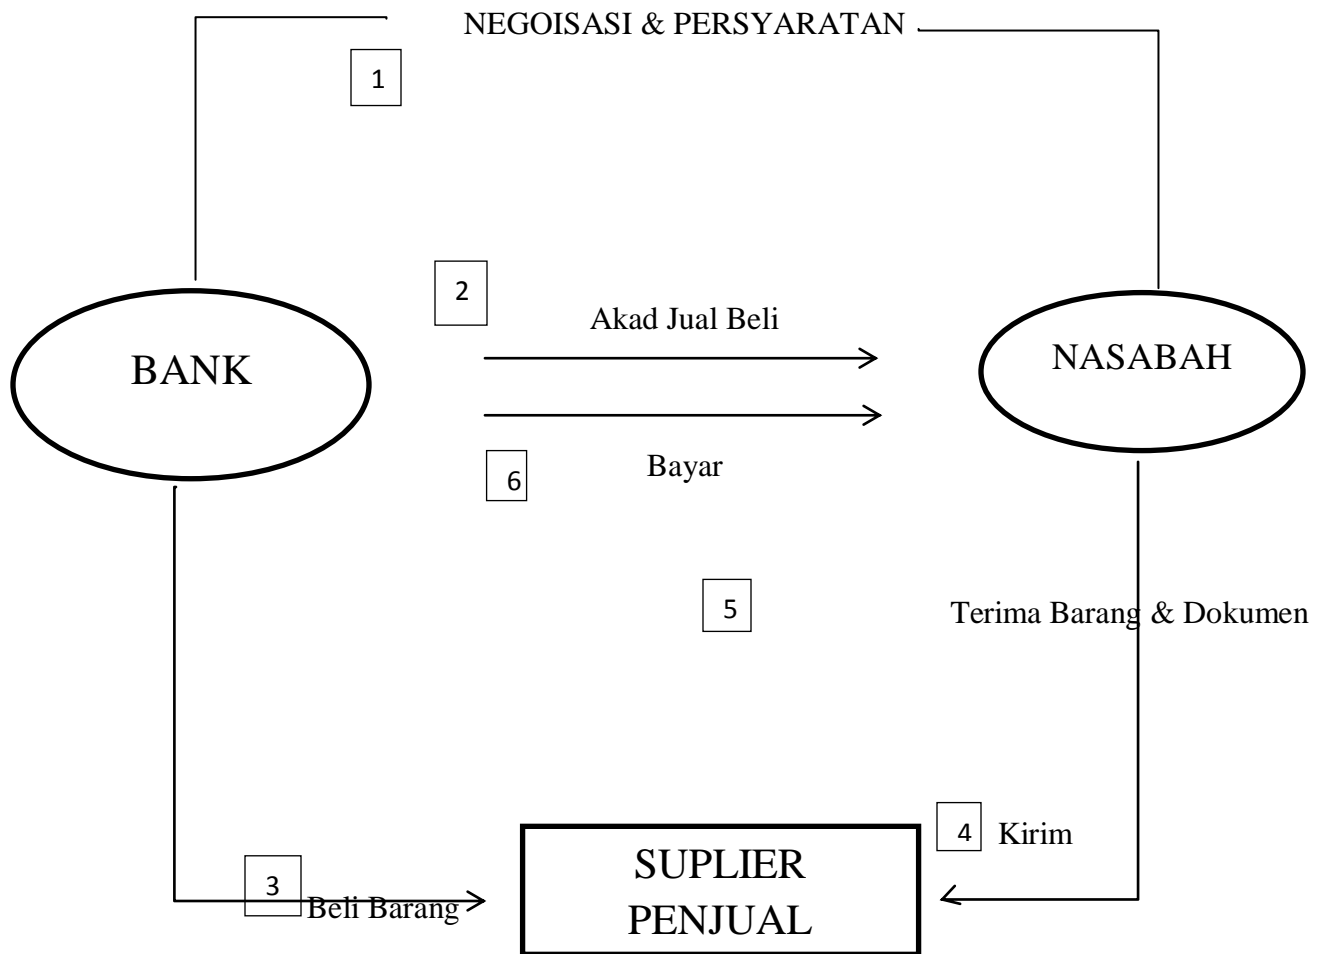 NEGOISASI & PERSYARATAN
1
2
Akad Jual Beli
BANK
NASABAH
Bayar
6
5
Terima Barang & Dokumen
4 Kirim
SUPLIER
PENJUAL
3
Beli Barang